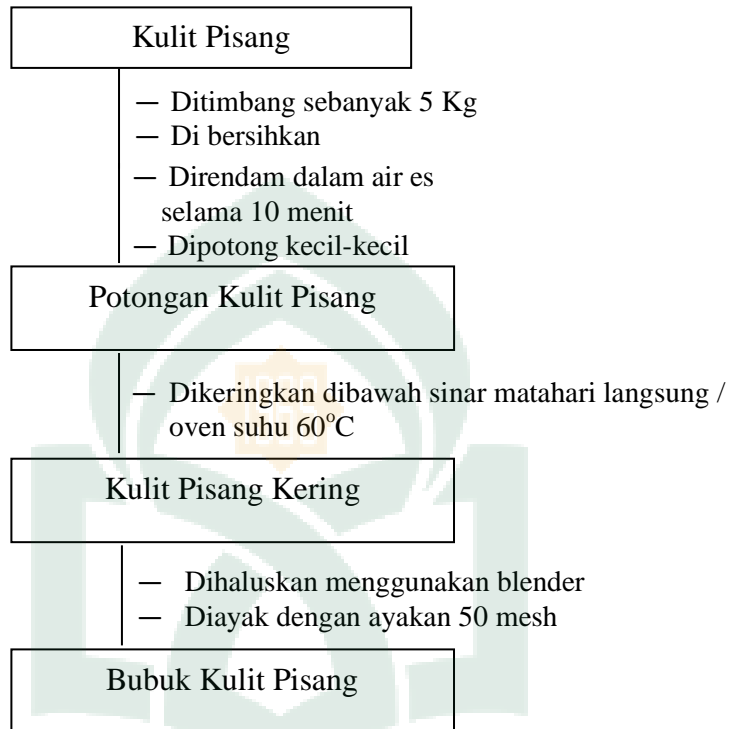 Kulit Pisang
— Ditimbang sebanyak 5 Kg
— Di bersihkan
— Direndam dalam air es
selama 10 menit
— Dipotong kecil-kecil
Potongan Kulit Pisang
— Dikeringkan dibawah sinar matahari langsung /
oven suhu 60°C
Kulit Pisang Kering
— Dihaluskan menggunakan blender
— Diayak dengan ayakan 50 mesh
Bubuk Kulit Pisang